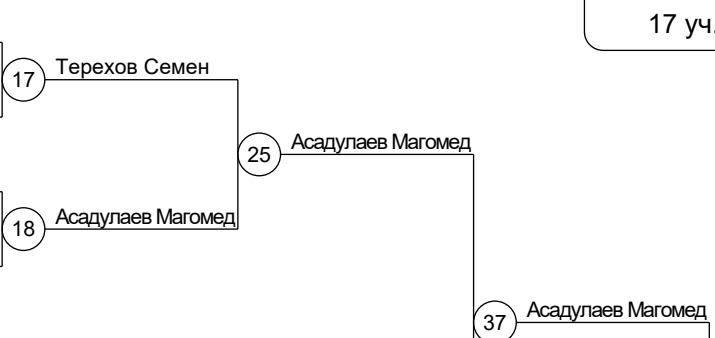 17 уч.
17 Терехов Семен
25 Асадулаев Магомед
18 Асадулаев Магомед
37 Асадулаев Магомед